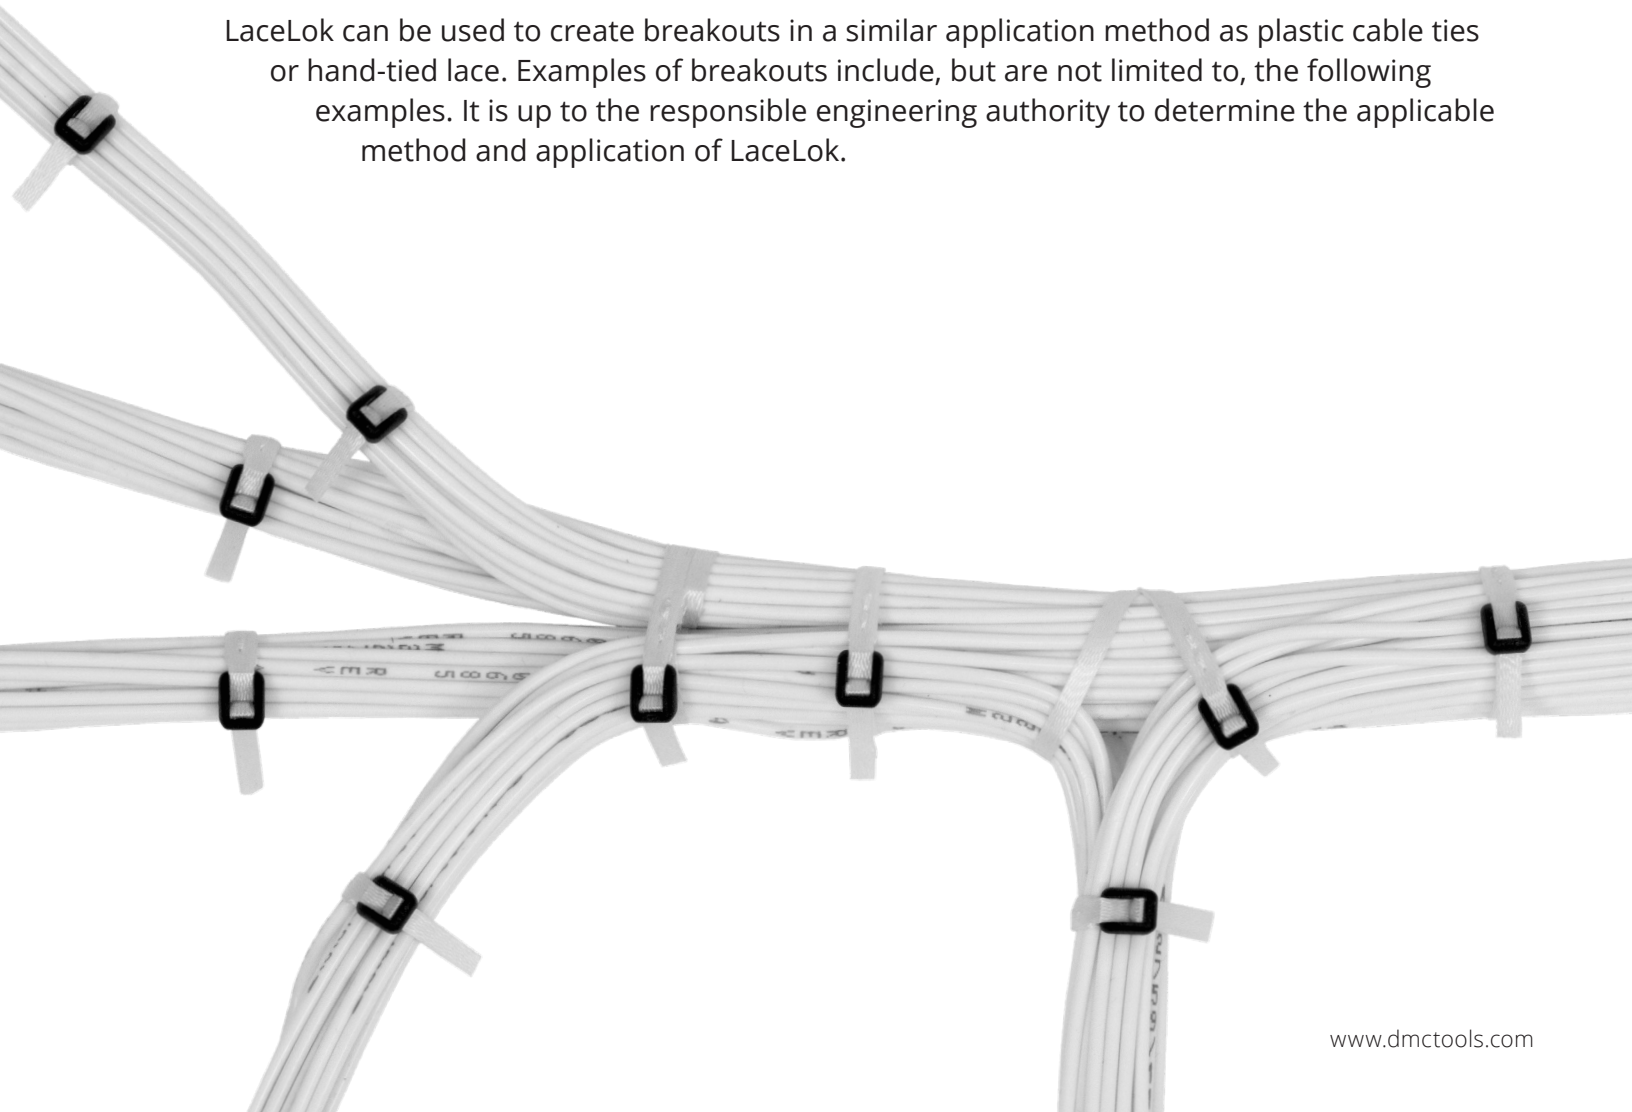 LaceLok can be used to create breakouts in a similar application method as plastic cable ties
or hand-tied lace. Examples of breakouts include, but are not limited to, the following
examples. It is up to the responsible engineering authority to determine the applicable
method and application of LaceLok.
www.dmctools.com